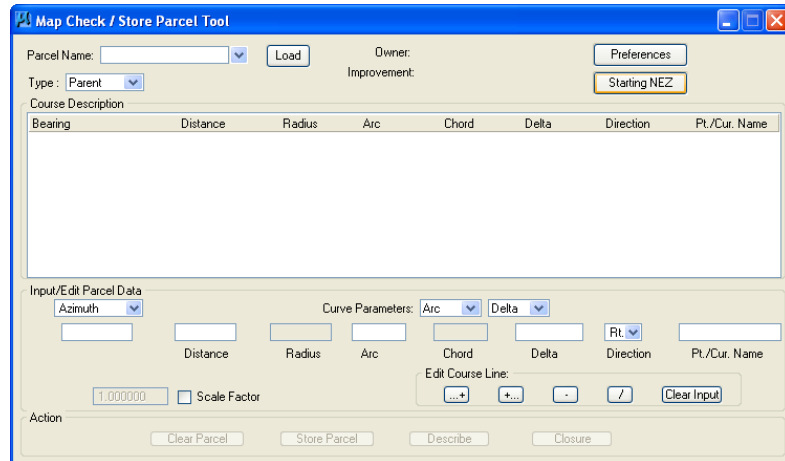 Map Check / Store Parcel Tool
Parcel Name: Load Owner: Preferences
Improvement:
Type : Parent Starting NEZ
Course Description
Bearing Distance Radius Arc Chord Delta Direction Pt./Cur. Name
Input/Edit Parcel Data
Azimuth Curve Parameters: Arc Delta
Rt.
Distance Radius Arc Chord Delta Direction Pt./Cur. Name
Edit Course Line:
1.000000 Scale Factor ...+ +... - / Clear Input
Action
Clear Parcel Store Parcel Describe Closure